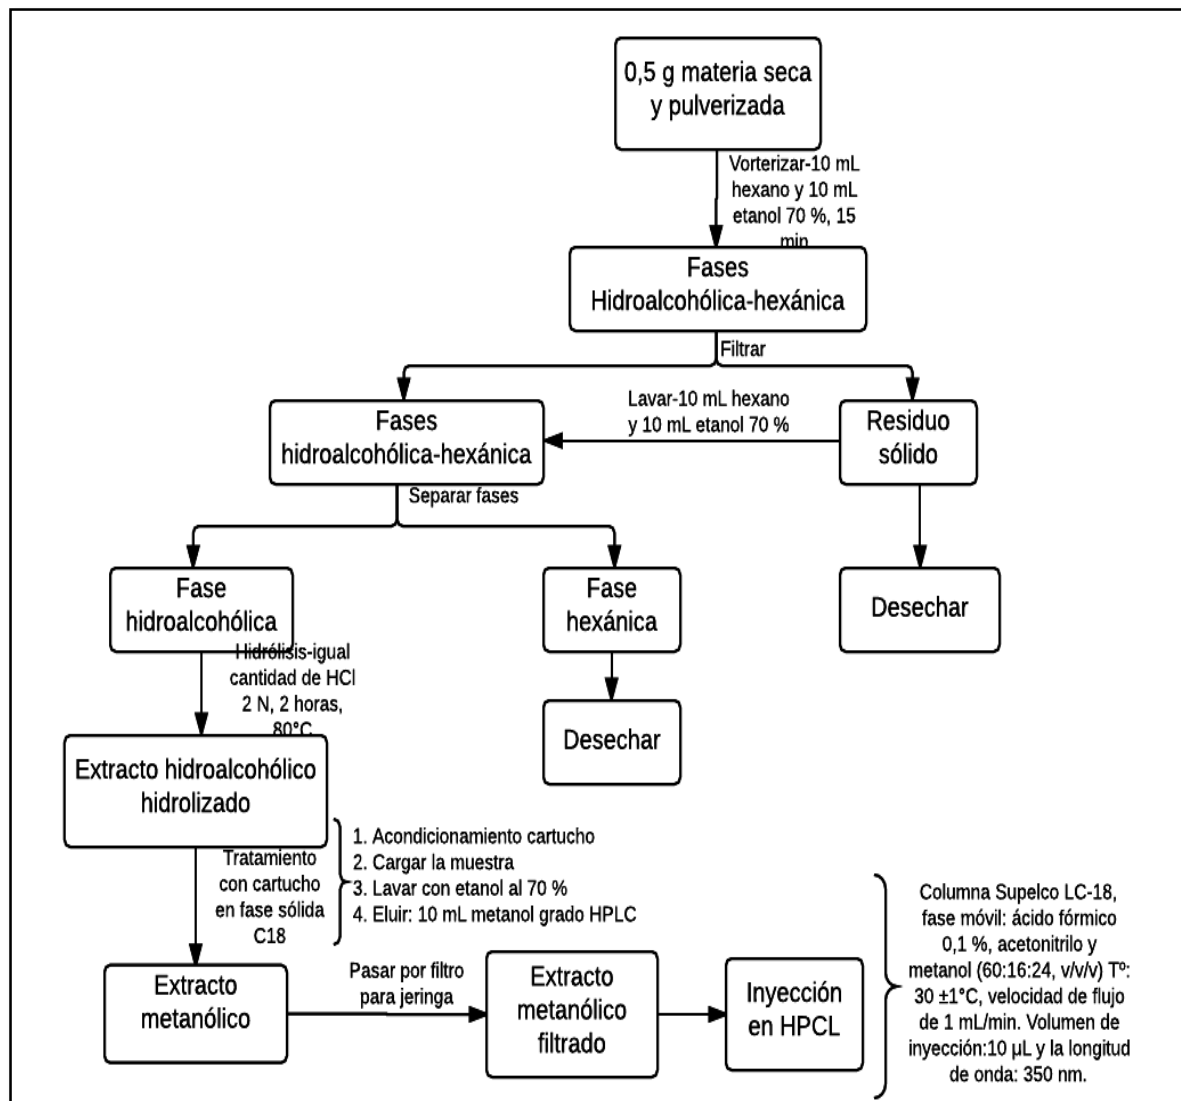 0,5 g materia seca
y pulverizada
Vorterizar-10 mL
hexano y 10 mL
etanol 70 %, 15
min
Fases
Hidroalcohólica-hexánica
Filtrar
Fases
hidroalcohólica-hexánica
Lavar-10 mL hexano
y 10 mL etanol 70 %
Residuo
sólido
Separar fases
Fase
hidroalcohólica
Fase
hexánica
Desechar
Hidrólisis-igual
cantidad de HCl
2 N, 2 horas,
80°C
Desechar
Extracto hidroalcohólico
hidrolizado
Tratamiento
con cartucho
en fase sólida
C18
1. Acondicionamiento cartucho
2. Cargar la muestra
3. Lavar con etanol al 70 %
4. Eluir: 10 mL metanol grado HPLC
Extracto
metanólico
Pasar por filtro
para jeringa
Extracto
metanólico
filtrado
Inyección
en HPCL
Columna Supelco LC-18,
fase móvil: ácido fórmico
0,1 %, acetonitrilo y
metanol (60:16:24, v/v/v) Tº:
30 ±1°C, velocidad de flujo
de 1 mL/min. Volumen de
inyección:10 µL y la longitud
de onda: 350 nm.